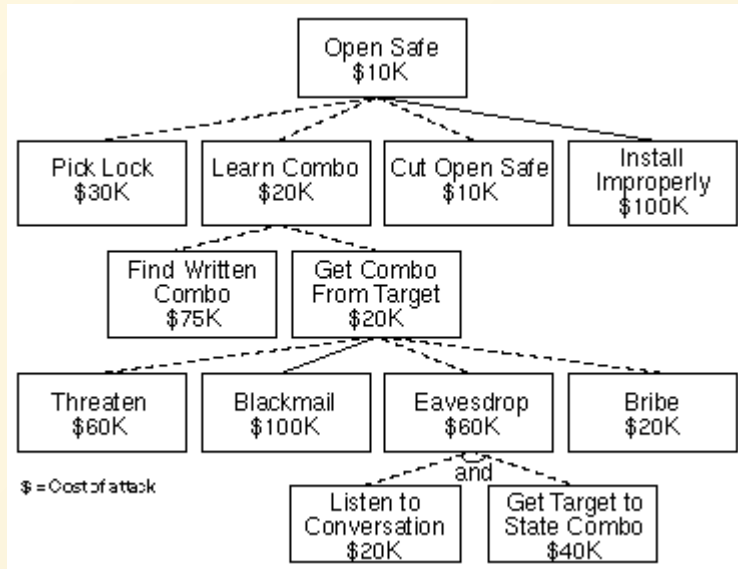 Open Safe
$10K
Pick Lock
$30K
Learn Combo
$20K
Cut Open Safe
$10K
Install
Improperly
$100K
Find Written
Combo
$75K
Get Combo
From Target
$20K
Threaten
$60K
Blackmail
$100K
Eavesdrop
$60K
Bribe
$20K
and
$ = Cost of attack
Listen to
Conversation
$20K
Get Target to
State Combo
$40K